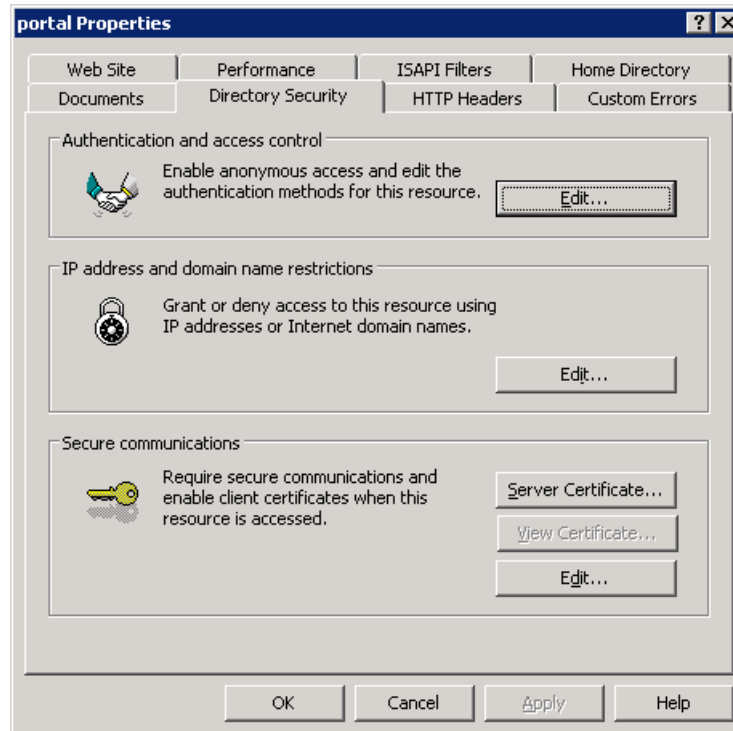 portal Properties
Web Site Performance ISAPI Filters Home Directory
Documents Directory Security HTTP Headers Custom Errors
Authentication and access control
Enable anonymous access and edit the
authentication methods for this resource.
Edit...
IP address and domain name restrictions
Grant or deny access to this resource using
IP addresses or Internet domain names.
Edit...
Secure communications
Require secure communications and
enable client certificates when this
resource is accessed.
Server Certificate...
View Certificate...
Edit...
OK Cancel Apply Help